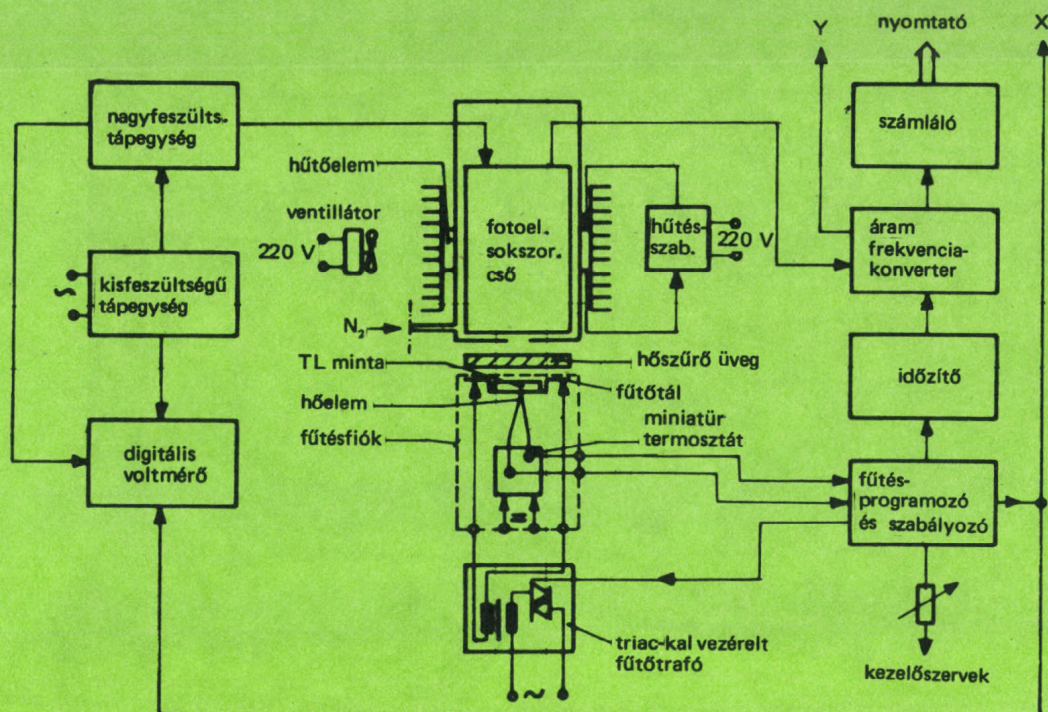 Y
nyomtató
X
nagyfeszülts.
tápegység
számláló
hűtőelem
ventillátor
220 V
fotoel.
sokszor.
cső
hűtés-
szab.
220 V
áram
frekvencia-
konverter
kisfeszültségű
tápegység
N₂
TL minta
hőszűrő üveg
időzítő
hőelem
fűtőtál
fűtésfiók
miniatür
termosztát
digitális
voltmérő
fűtés-
programozó
és szabályozó
=
triac-kal vezérelt
fűtőtrafó
kezelőszervek
~
~